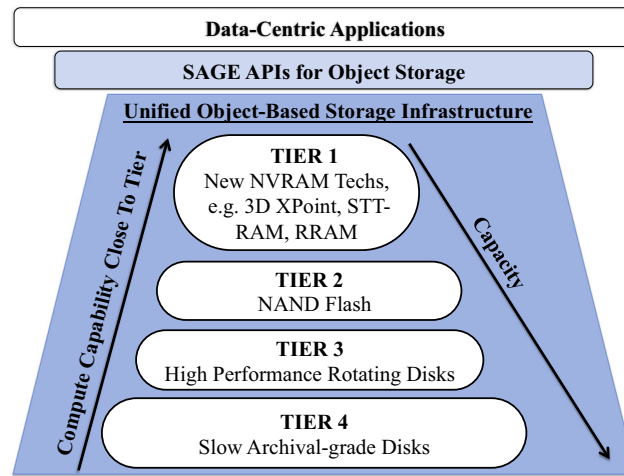 Data-Centric Applications
SAGE APIs for Object Storage
Unified Object-Based Storage Infrastructure
Compute Capability Close To Tier
TIER 1
New NVRAM Techs,
e.g. 3D XPoint, STT-
RAM, RRAM
Capacity
TIER 2
NAND Flash
TIER 3
High Performance Rotating Disks
TIER 4
Slow Archival-grade Disks